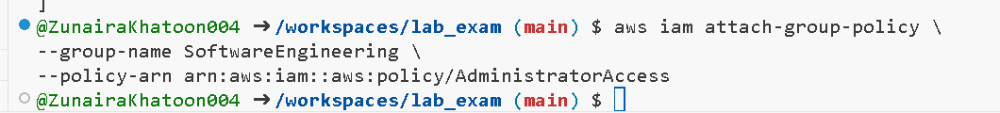 ]
@ZunairaKhatoon004 → /workspaces/lab_exam (main) $ aws iam attach-group-policy \
--group-name SoftwareEngineering \
--policy-arn arn:aws:iam::aws:policy/AdministratorAccess
@ZunairaKhatoon004 → /workspaces/lab_exam (main) $